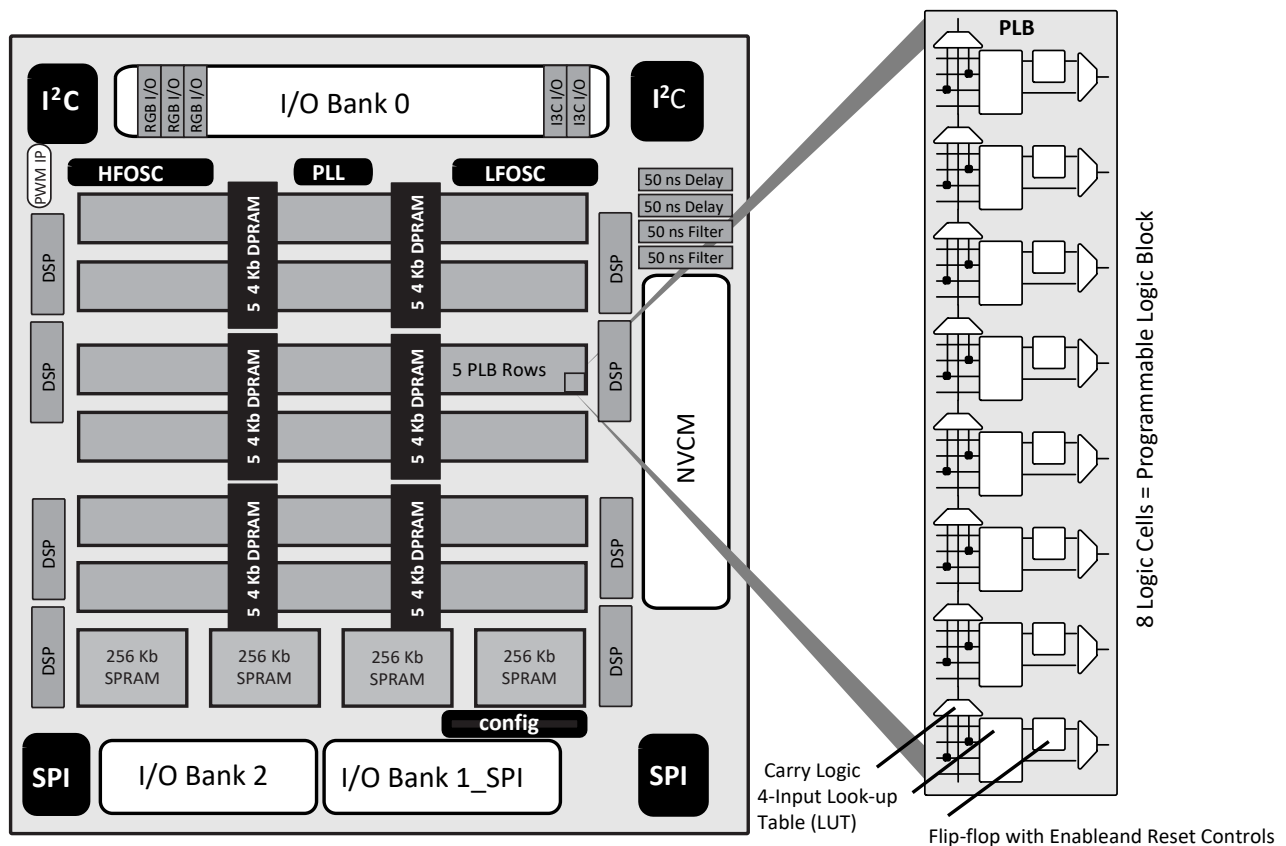 PLB
I²C
RGB I/O
RGB I/O
RGB I/O
I/O Bank 0
I3C I/O
I3C I/O
I²C
PWM IP
HFOSC
PLL
LFOSC
50 ns Delay
50 ns Delay
50 ns Filter
50 ns Filter
DSP
5 4 Kb DPRAM
5 4 Kb DPRAM
DSP
DSP
5 4 Kb DPRAM
5 4 Kb DPRAM
5 PLB Rows
DSP
NVCM
8 Logic Cells = Programmable Logic Block
DSP
5 4 Kb DPRAM
5 4 Kb DPRAM
DSP
DSP
256 Kb
SPRAM
256 Kb
SPRAM
256 Kb
SPRAM
256 Kb
SPRAM
DSP
config
SPI
I/O Bank 2
I/O Bank 1_SPI
SPI
Carry Logic
4-Input Look-up
Table (LUT)
Flip-flop with Enableand Reset Controls